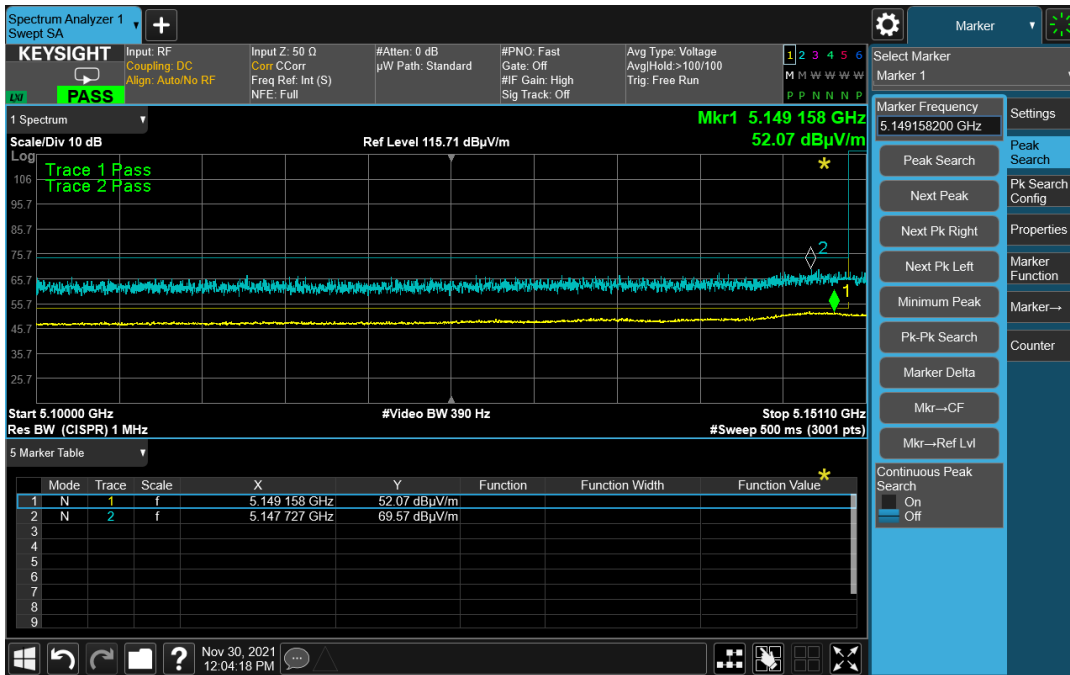 Spectrum Analyzer 1
Swept SA
KEYSIGHT
LXI
PASS
Input: RF
Coupling: DC
Align: Auto/No RF
Input Z: 50 Ω
Corr CCorr
Freq Ref: Int (S)
NFE: Full
#Atten: 0 dB
µW Path: Standard
#PNO: Fast
Gate: Off
#IF Gain: High
Sig Track: Off
Avg Type: Voltage
Avg|Hold:>100/100
Trig: Free Run
1 2 3 4 5 6
M M W W W W
P P N N N P
1 Spectrum
Scale/Div 10 dB
Ref Level 115.71 dBµV/m
Mkr1 5.149 158 GHz
52.07 dBµV/m
Log
Trace 1 Pass
Trace 2 Pass
106
95.7
85.7
75.7
65.7
55.7
45.7
35.7
25.7
2
1
Start 5.10000 GHz
#Video BW 390 Hz
Stop 5.15110 GHz
Res BW (CISPR) 1 MHz
#Sweep 500 ms (3001 pts)
5 Marker Table
Mode Trace Scale X Y Function Function Width Function Value
1 N 1 f 5.149 158 GHz 52.07 dBµV/m
2 N 2 f 5.147 727 GHz 69.57 dBµV/m
3
4
5
6
7
8
9
?
Nov 30, 2021
12:04:18 PM
Marker
Select Marker
Marker 1
Marker Frequency
5.149158200 GHz
Peak Search
Next Peak
Next Pk Right
Next Pk Left
Minimum Peak
Pk-Pk Search
Marker Delta
Mkr→CF
Mkr→Ref Lvl
Continuous Peak
Search
On
Off
Settings
Peak
Search
Pk Search
Config
Properties
Marker
Function
Marker→
Counter